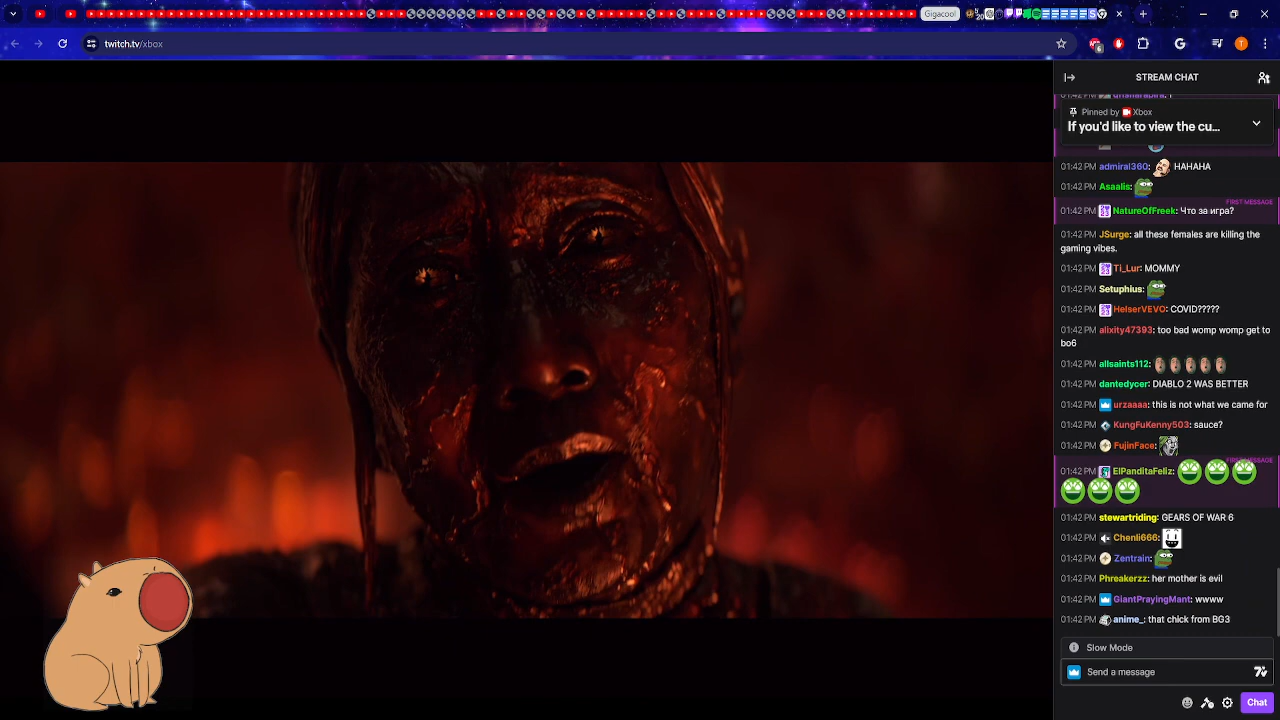 Gigacool
twitch.tv/xbox
STREAM CHAT
Pinned by Xbox
If you'd like to view the cu...
01:42 PM admiral360: HAHAHA
01:42 PM Asaalis:
FIRST MESSAGE
01:42 PM NatureOfFreek: Что за игра?
01:42 PM JSurge: all these females are killing the
gaming vibes.
01:42 PM Ti_Lur: MOMMY
01:42 PM Setuphius:
01:42 PM HelserVEVO: COVID?????
01:42 PM alixity47393: too bad womp womp get to
bo6
01:42 PM allsaints112:
01:42 PM dantedycer: DIABLO 2 WAS BETTER
01:42 PM urzaaaa: this is not what we came for
01:42 PM KungFuKenny503: sauce?
01:42 PM FujinFace:
FIRST MESSAGE
01:42 PM ElPanditaFeliz:
01:42 PM stewartriding: GEARS OF WAR 6
01:42 PM Chenli666:
01:42 PM Zentrain:
01:42 PM Phreakerzz: her mother is evil
01:42 PM GiantPrayingMant: wwww
01:42 PM anime_: that chick from BG3
Slow Mode
Send a message
Chat